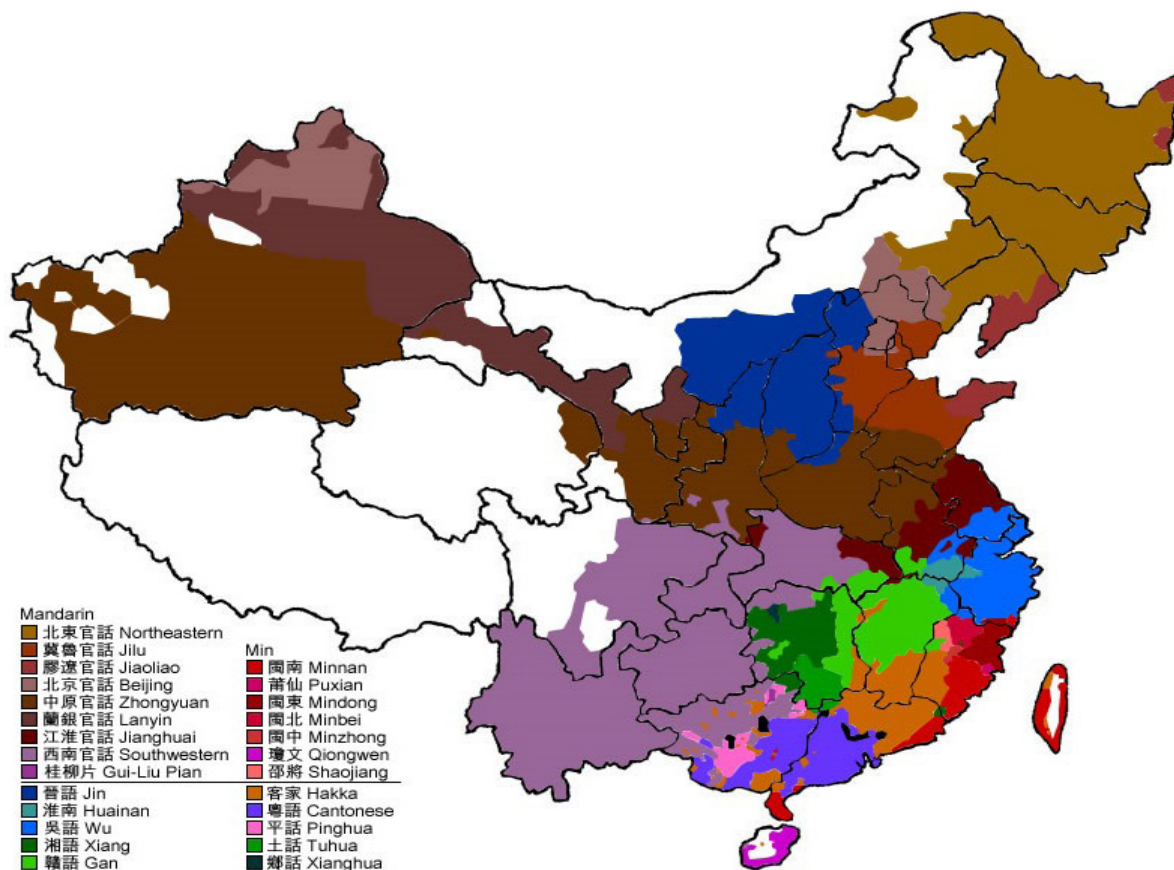 Mandarin
北東官話 Northeastern
冀魯官話 Jilu
膠遼官話 Jiaoliao
北京官話 Beijing
中原官話 Zhongyuan
蘭銀官話 Lanyin
江淮官話 Jianghuai
西南官話 Southwestern
桂柳片 Gui-Liu Pian
晉語 Jin
淮南 Huainan
吳語 Wu
湘語 Xiang
贛語 Gan
Min
閩南 Minnan
莆仙 Puxian
閩東 Mindong
閩北 Minbei
閩中 Minzhong
瓊文 Qiongwen
邵將 Shaojiang
客家 Hakka
粵語 Cantonese
平話 Pinghua
土話 Tuhua
鄉話 Xianghua